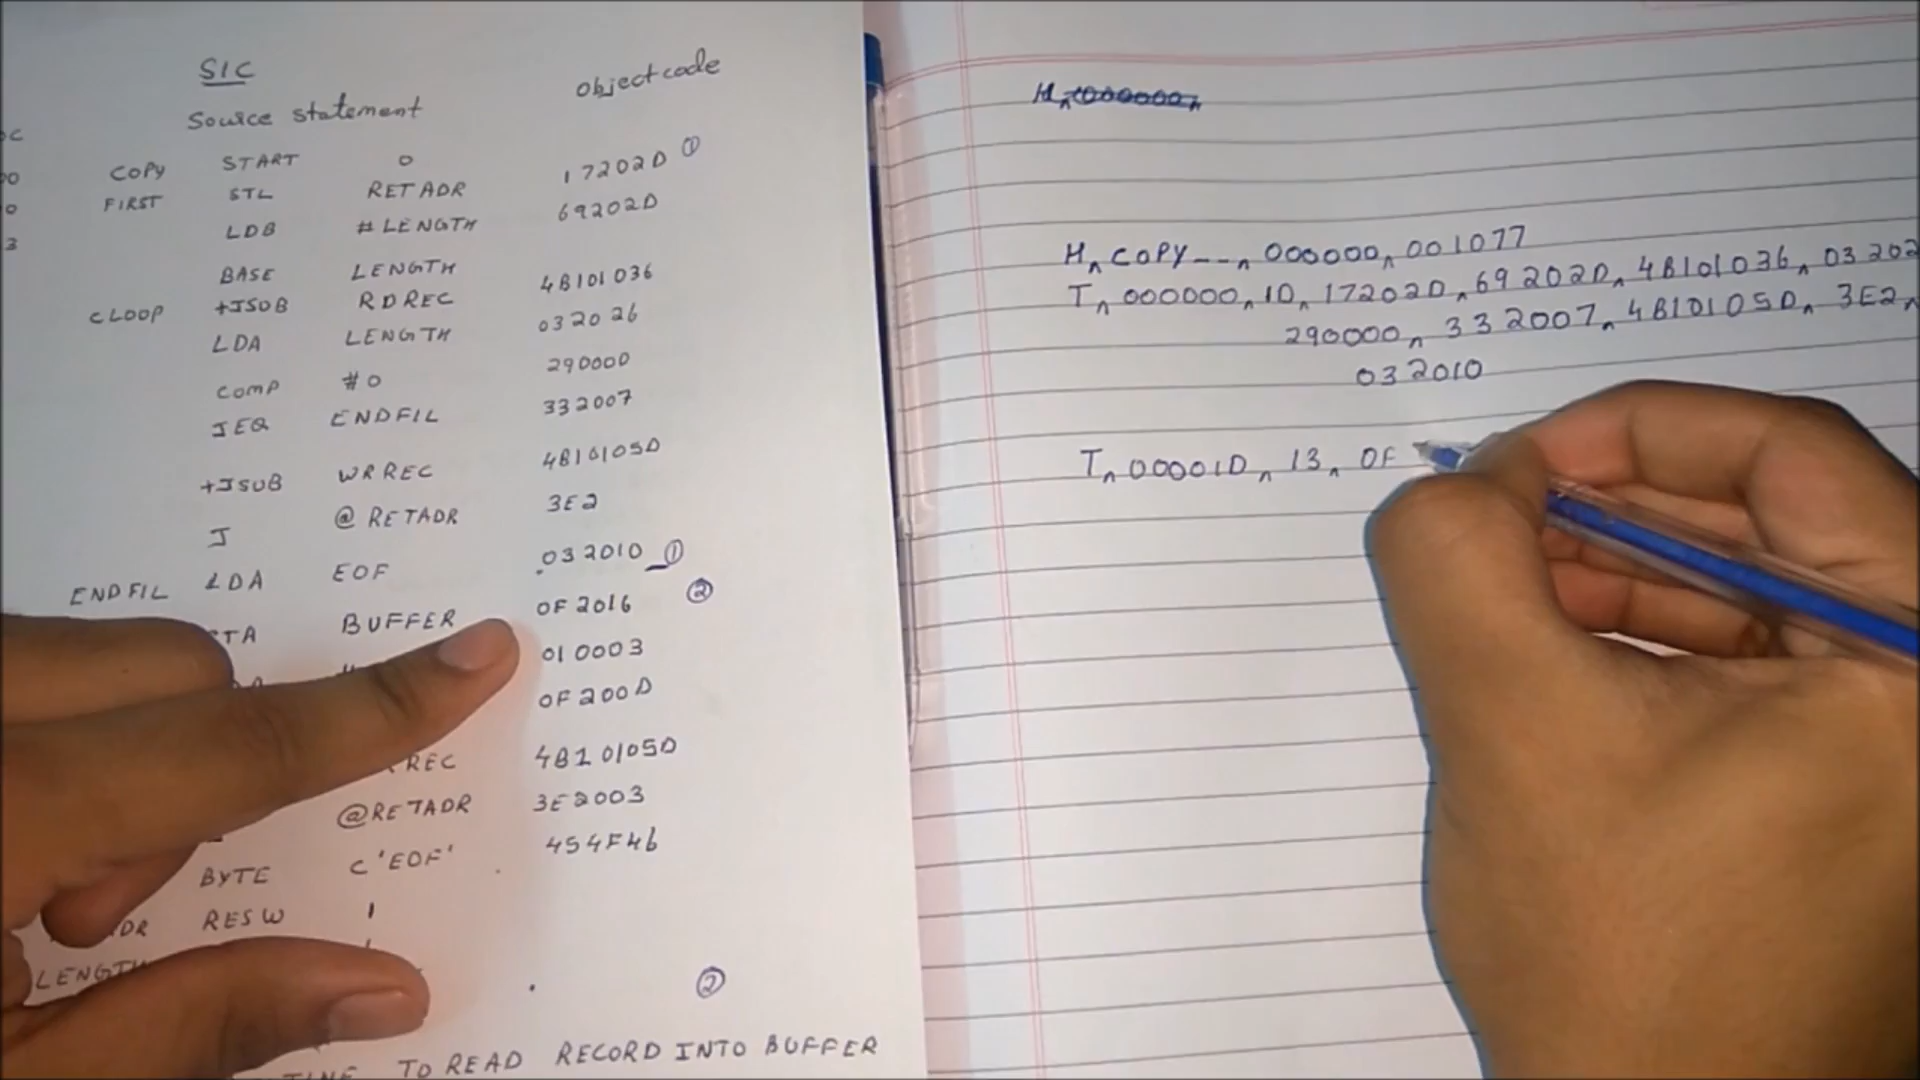 SIC
Source statement Object code
COPY START 0
FIRST STL RETADR 17202D ①
LDB #LENGTH 69202D
BASE LENGTH
CLOOP +JSUB RDREC 4B101036
LDA LENGTH 032026
COMP #0 290000
JEQ ENDFIL 332007
+JSUB WRREC 4B10105D
J @RETADR 3E2
ENDFIL LDA EOF 032010 ①
TA BUFFER 0F2016 ②
010003
0F200D
REC 4B10105D
@RETADR 3E2003
BYTE C'EOF' 454F46
DR RESW 1
LENGTH
②
TO READ RECORD INTO BUFFER
H^COPY--^000000^001077
T^000000^1D^17202D^69202D^4B101036^03202
290000^332007^4B10105D^3E2^
032010
T^00001D^13^0F